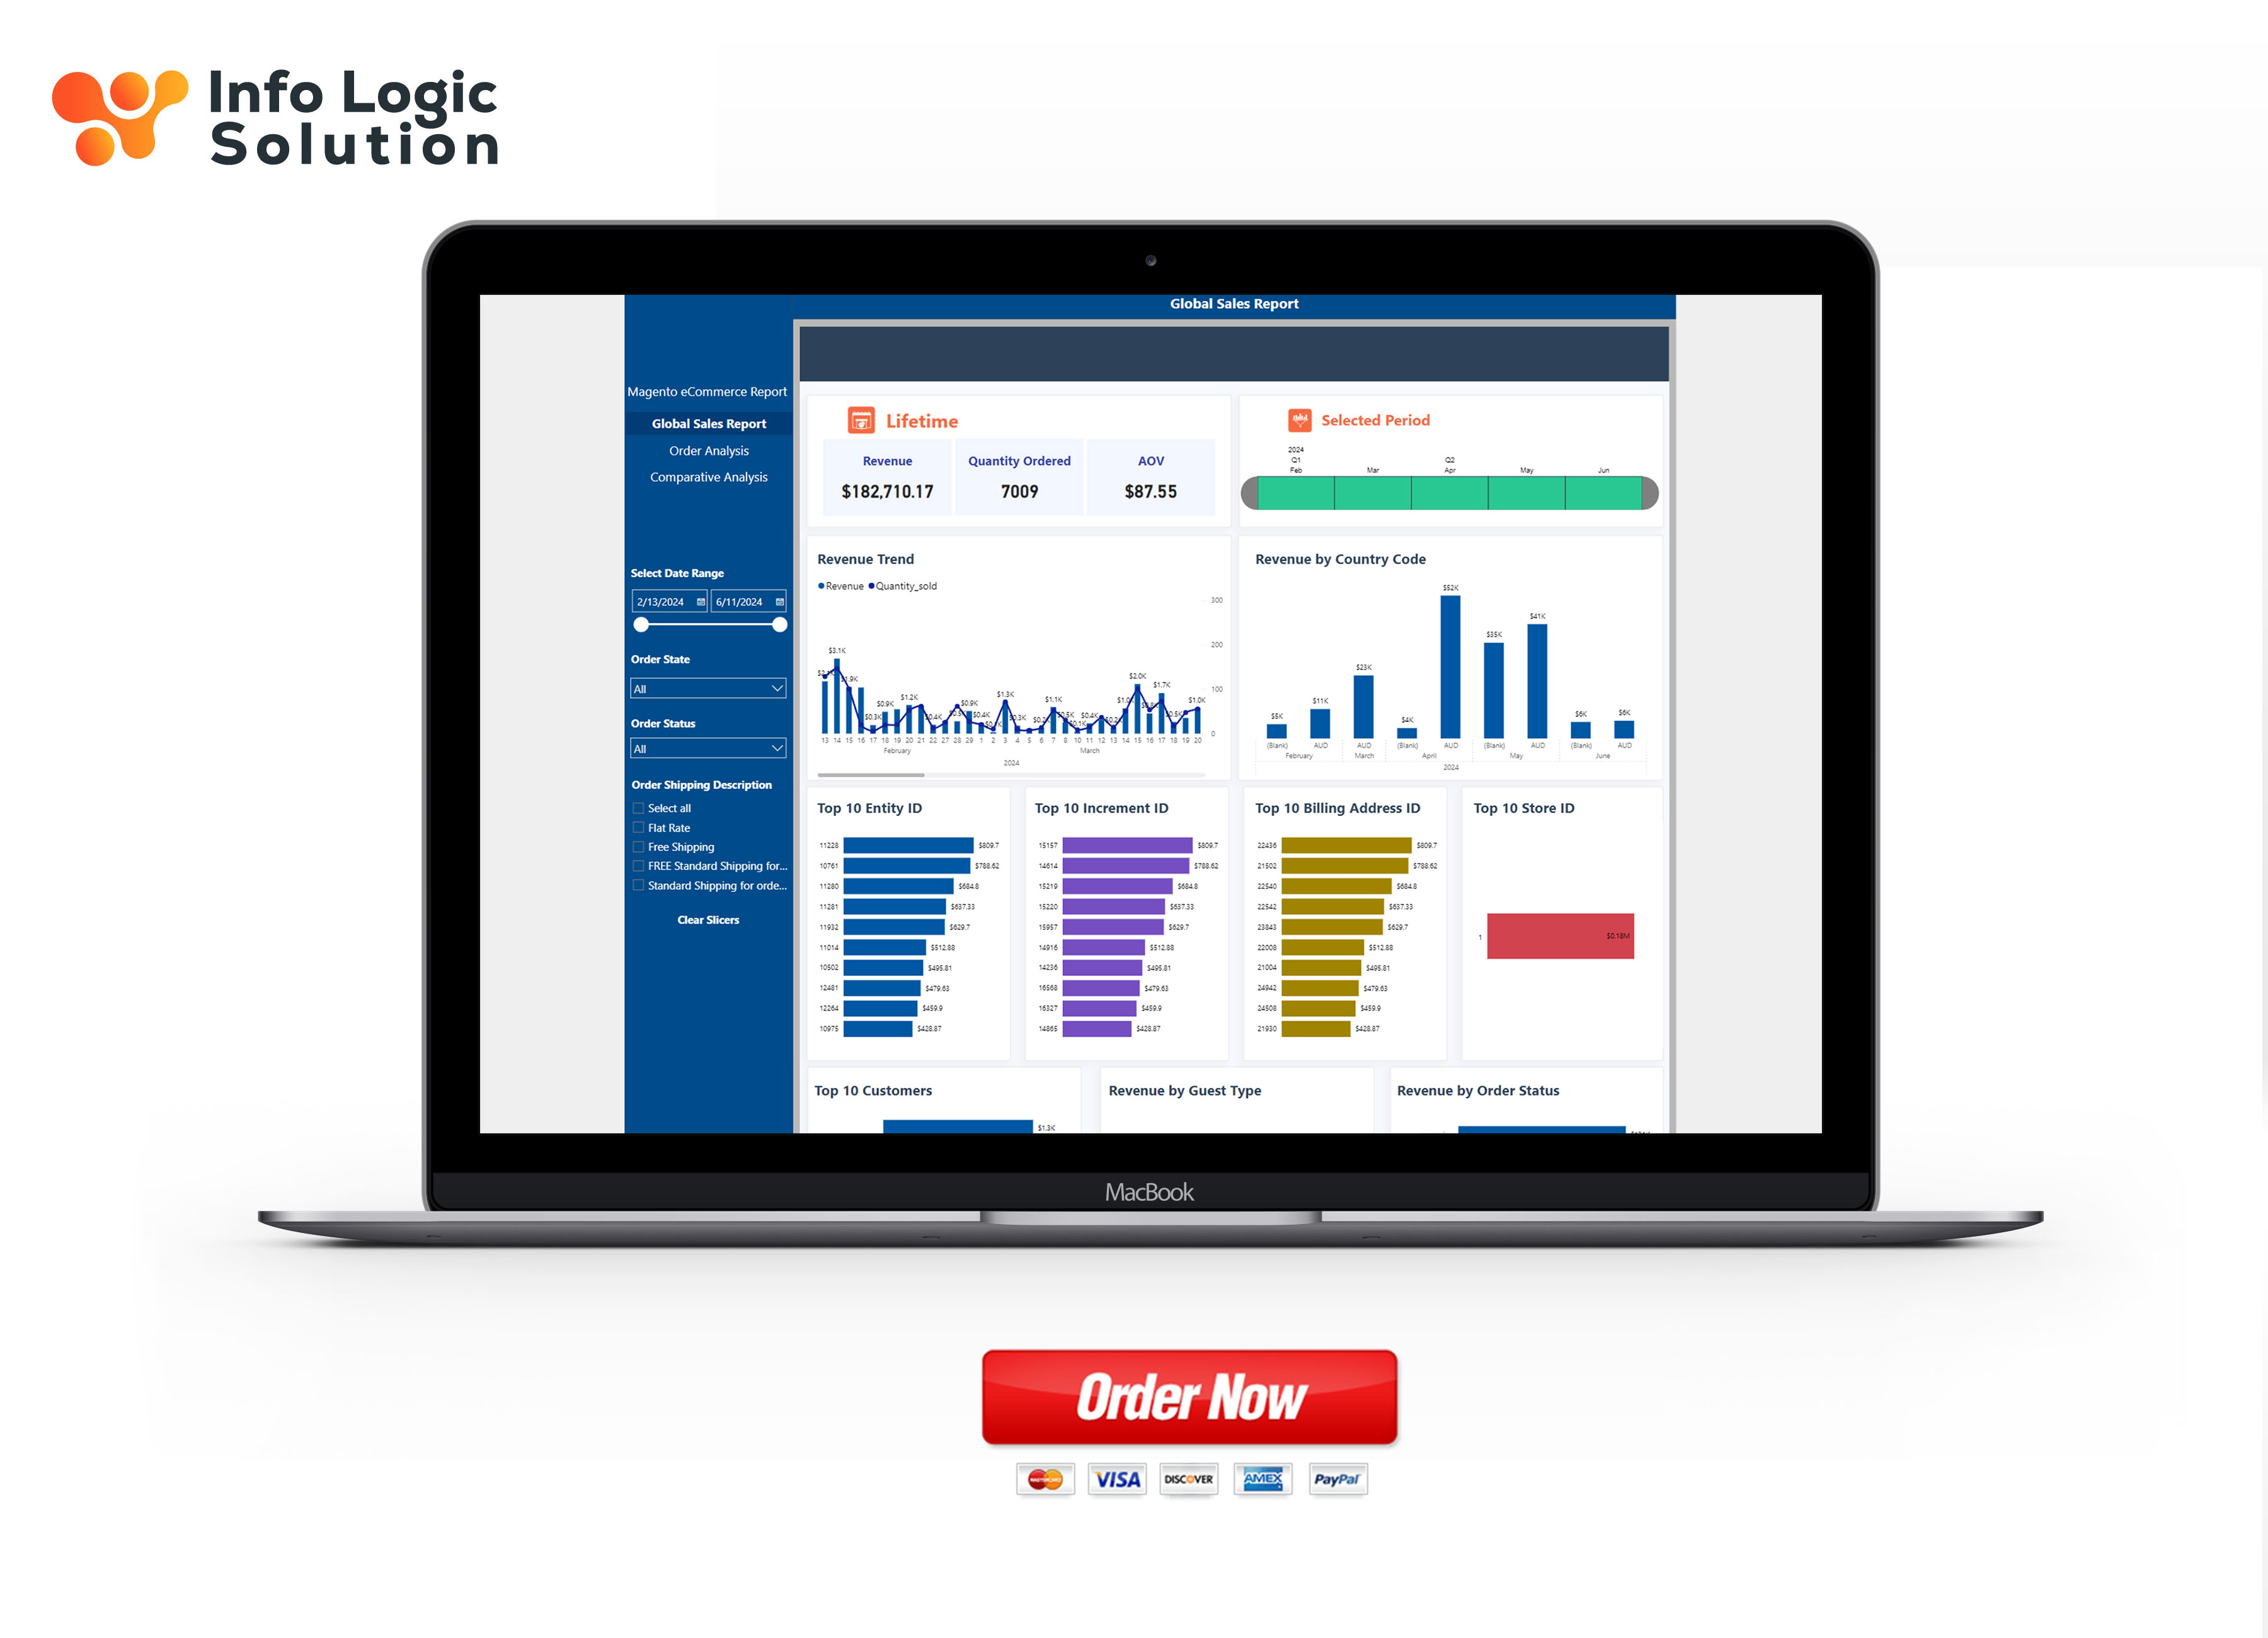 Info Logic
Solution
Global Sales Report
Magento eCommerce Report
Global Sales Report
Order Analysis
Comparative Analysis
Select Date Range
2/13/2024 6/11/2024
Order State
All
Order Status
All
Order Shipping Description
Select all
Flat Rate
Free Shipping
FREE Standard Shipping for...
Standard Shipping for orde...
Clear Slicers
Lifetime
Revenue Quantity Ordered AOV
$182,710.17 7009 $87.55
Selected Period
2024
Q1 Q2
Feb Mar Apr May Jun
Revenue Trend
Revenue Quantity_sold
300
200
100
0
$3.1K
$0.3K $0.9K $1.2K $0.4K $0.9K $0.4K $1.3K $1.1K $0.4K $2.0K $1.7K $1.0K
13 14 15 16 17 18 19 20 21 22 27 28 29 1 2 3 4 5 6 7 8 10 11 12 13 14 15 16 17 18 19 20
February March
2024
Revenue by Country Code
$5K $11K $23K $4K $52K $35K $41K $6K $6K
(Blank) AUD AUD (Blank) AUD (Blank) AUD (Blank) AUD
February March April May June
2024
Top 10 Entity ID
11228 $809.7
10761 $788.62
11280 $684.8
11281 $637.33
11932 $629.7
11014 $512.88
10502 $495.81
12481 $479.63
12264 $459.9
10975 $428.87
Top 10 Increment ID
15157 $809.7
14614 $788.62
15219 $684.8
15220 $637.33
15957 $629.7
14916 $512.88
14236 $495.81
16568 $479.63
16327 $459.9
14865 $428.87
Top 10 Billing Address ID
22436 $809.7
21502 $788.62
22540 $684.8
22542 $637.33
23843 $629.7
22008 $512.88
21004 $495.81
24942 $479.63
24508 $459.9
21930 $428.87
Top 10 Store ID
1 $0.18M
Top 10 Customers
$1.3K
Revenue by Guest Type
Revenue by Order Status
MacBook
Order Now
MASTERCARD VISA DISCOVER AMEX PayPal